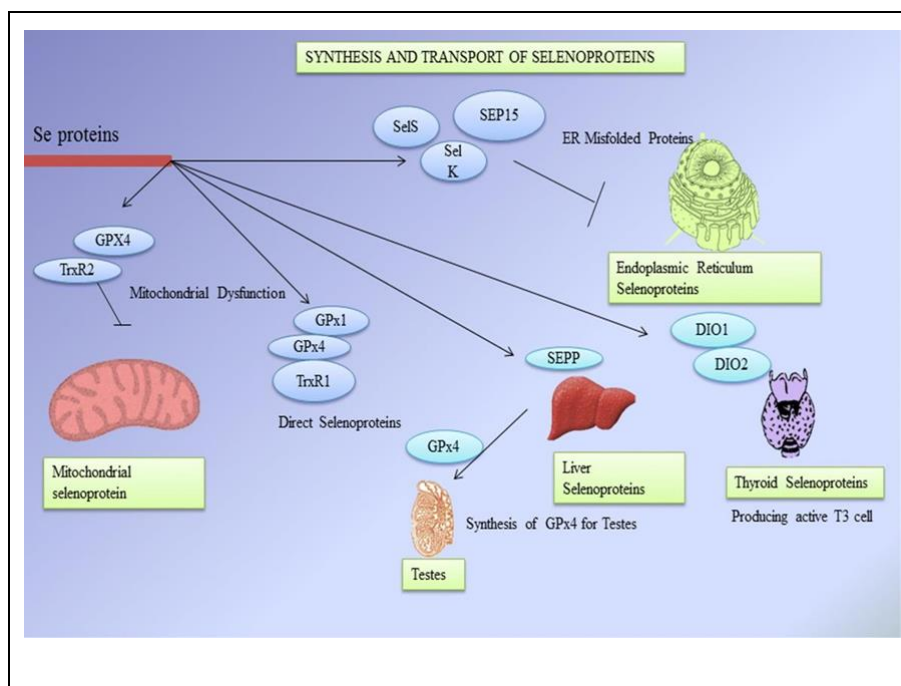 SYNTHESIS AND TRANSPORT OF SELENOPROTEINS
Se proteins
SelS
SEP15
Sel
K
ER Misfolded Proteins
Endoplasmic Reticulum
Selenoproteins
GPX4
TrxR2
Mitochondrial Dysfunction
Mitochondrial
selenoprotein
GPx1
GPx4
TrxR1
Direct Selenoproteins
SEPP
Liver
Selenoproteins
GPx4
Synthesis of GPx4 for Testes
Testes
DIO1
DIO2
Thyroid Selenoproteins
Producing active T3 cell